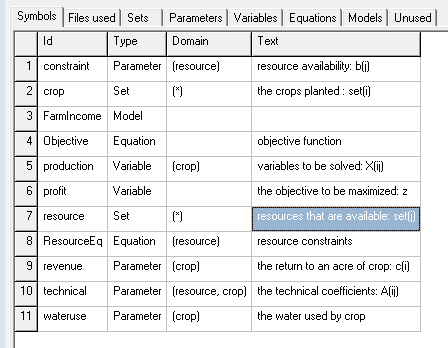 Symbols Files used Sets Parameters Variables Equations Models Unused
Id Type Domain Text
1 constraint Parameter (resource) resource availability: b(j)
2 crop Set (*) the crops planted : set(i)
3 FarmIncome Model
4 Objective Equation objective function
5 production Variable (crop) variables to be solved: X(ij)
6 profit Variable the objective to be maximized: z
7 resource Set (*) resources that are available: set(j)
8 ResourceEq Equation (resource) resource constraints
9 revenue Parameter (crop) the return to an acre of crop: c(i)
10 technical Parameter (resource, crop) the technical coefficients: A(ij)
11 wateruse Parameter (crop) the water used by crop